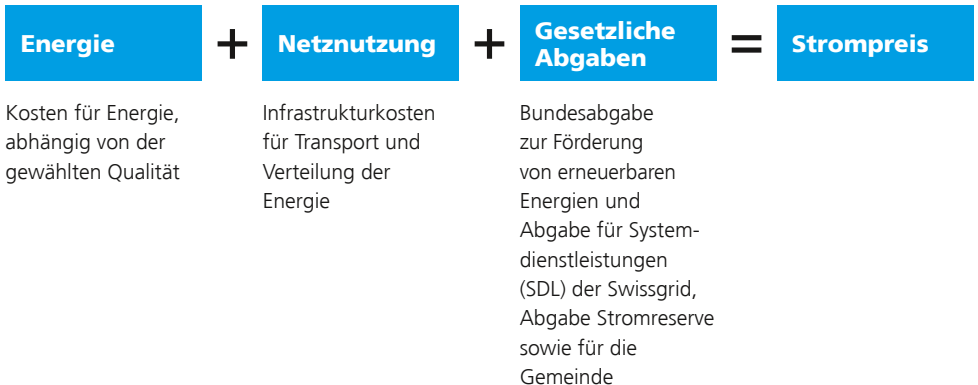 Energie
+
Netznutzung
+
Gesetzliche
Abgaben
=
Strompreis
Kosten für Energie,
abhängig von der
gewählten Qualität
Infrastrukturkosten
für Transport und
Verteilung der
Energie
Bundesabgabe
zur Förderung
von erneuerbaren
Energien und
Abgabe für System-
dienstleistungen
(SDL) der Swissgrid,
Abgabe Stromreserve
sowie für die
Gemeinde